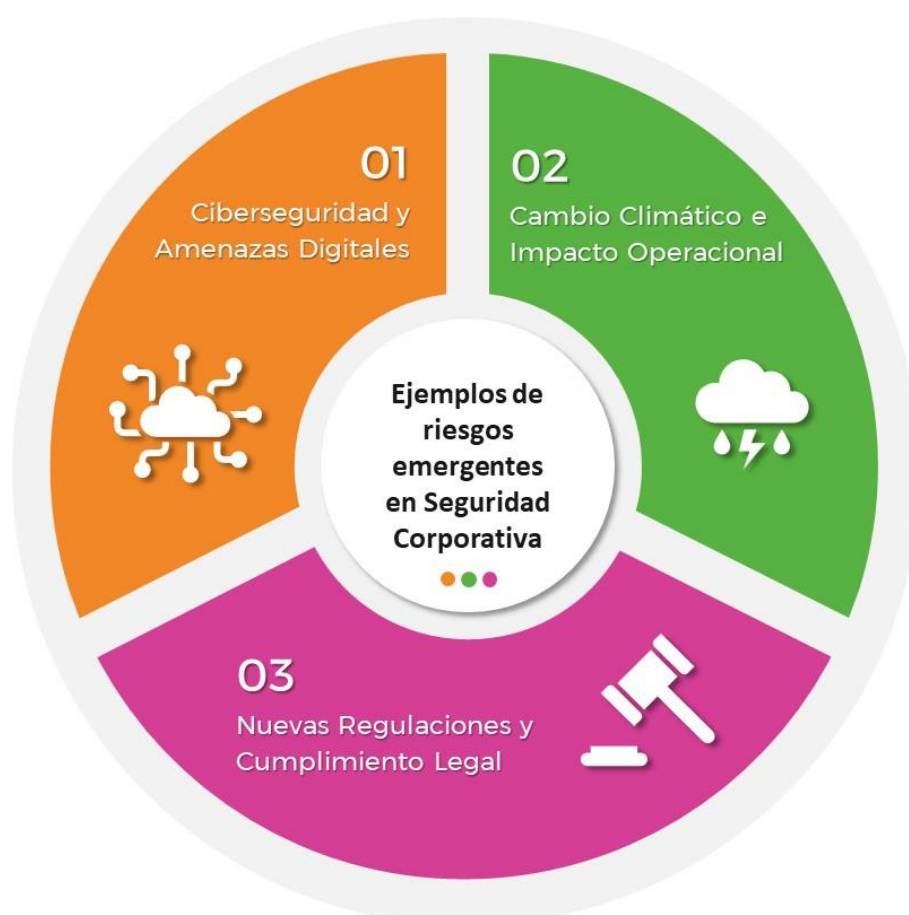 01
Ciberseguridad y
Amenazas Digitales
02
Cambio Climático e
Impacto Operacional
Ejemplos de
riesgos
emergentes
en Seguridad
Corporativa
03
Nuevas Regulaciones y
Cumplimiento Legal